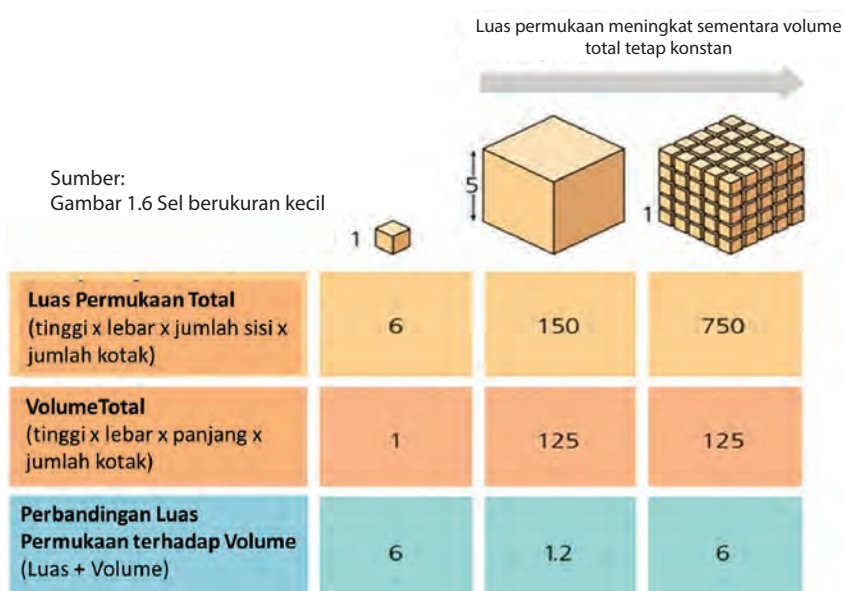 Luas permukaan meningkat sementara volume
total tetap konstan
Sumber:
Gambar 1.6 Sel berukuran kecil
1
5
1
Luas Permukaan Total
(tinggi x lebar x jumlah sisi x
jumlah kotak)
6
150
750
VolumeTotal
(tinggi x lebar x panjang x
jumlah kotak)
1
125
125
Perbandingan Luas
Permukaan terhadap Volume
(Luas + Volume)
6
1.2
6